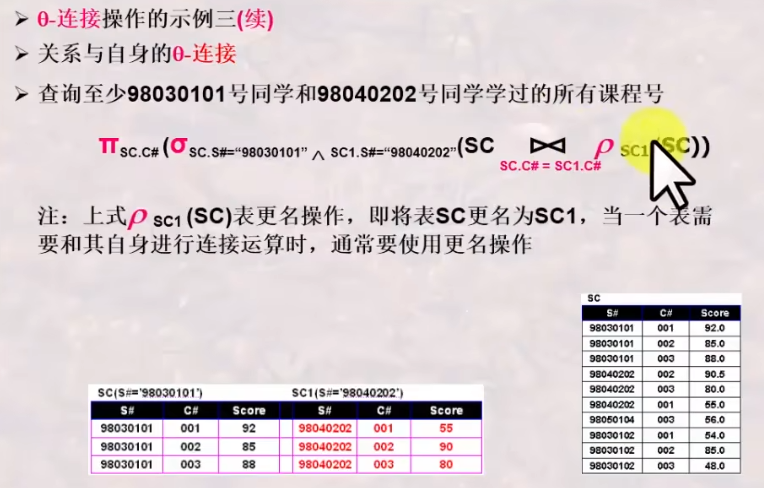 ➢ θ-连接操作的示例三(续)
➢ 关系与自身的θ-连接
➢ 查询至少98030101号同学和98040202号同学学过的所有课程号
π SC.C# (σ SC.S#="98030101" ∧ SC1.S#="98040202" (SC ⋈ SC.C# = SC1.C# ρ SC1 (SC))
注：上式ρ SC1 (SC)表更名操作，即将表SC更名为SC1，当一个表需
要和其自身进行连接运算时，通常要使用更名操作
SC(S#='98030101') SC1(S#='98040202')
S# C# Score S# C# Score
98030101 001 92 98040202 001 55
98030101 002 85 98040202 002 90
98030101 003 88 98040202 003 80
SC
S# C# Score
98030101 001 92.0
98030101 002 85.0
98030101 003 88.0
98040202 002 90.5
98040202 003 80.0
98040202 001 55.0
98050104 003 56.0
98030102 001 54.0
98030102 002 85.0
98030102 003 48.0